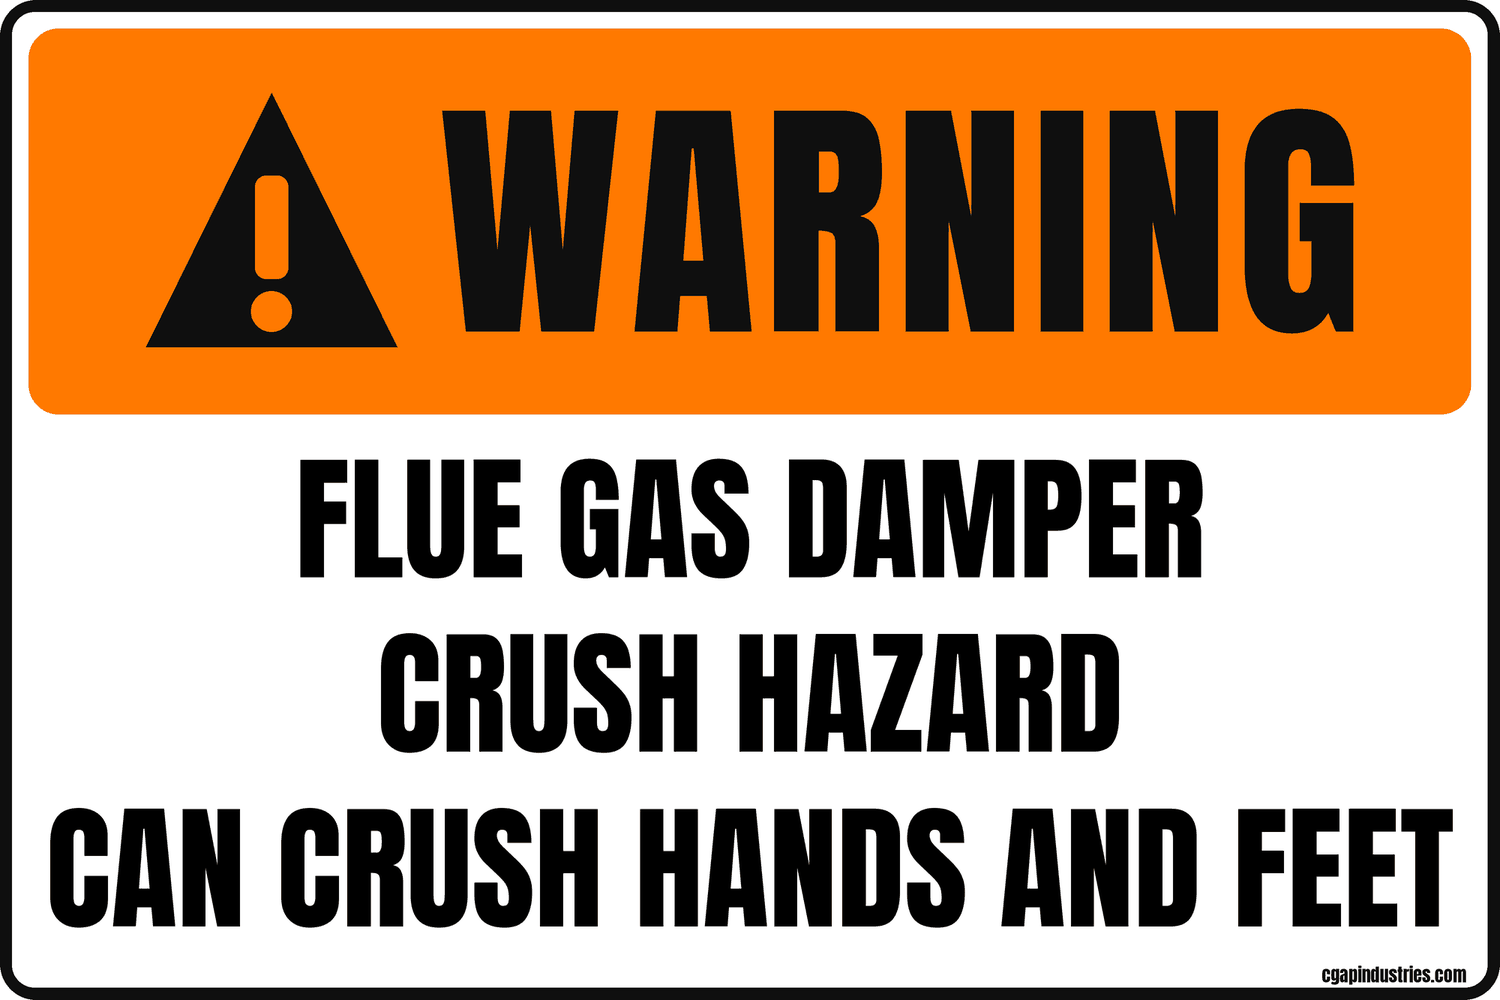 WARNING
FLUE GAS DAMPER
CRUSH HAZARD
CAN CRUSH HANDS AND FEET
cgapindustries.com